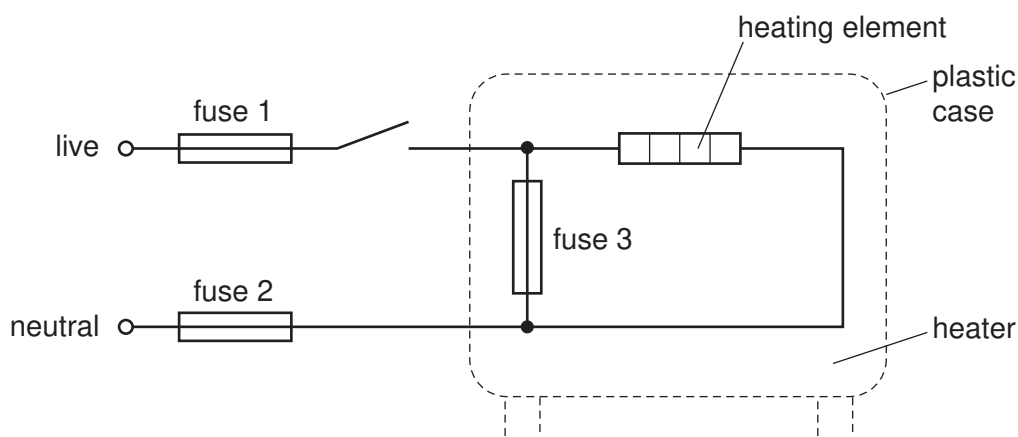 heating element
plastic
case
fuse 1
live
fuse 3
fuse 2
neutral
heater